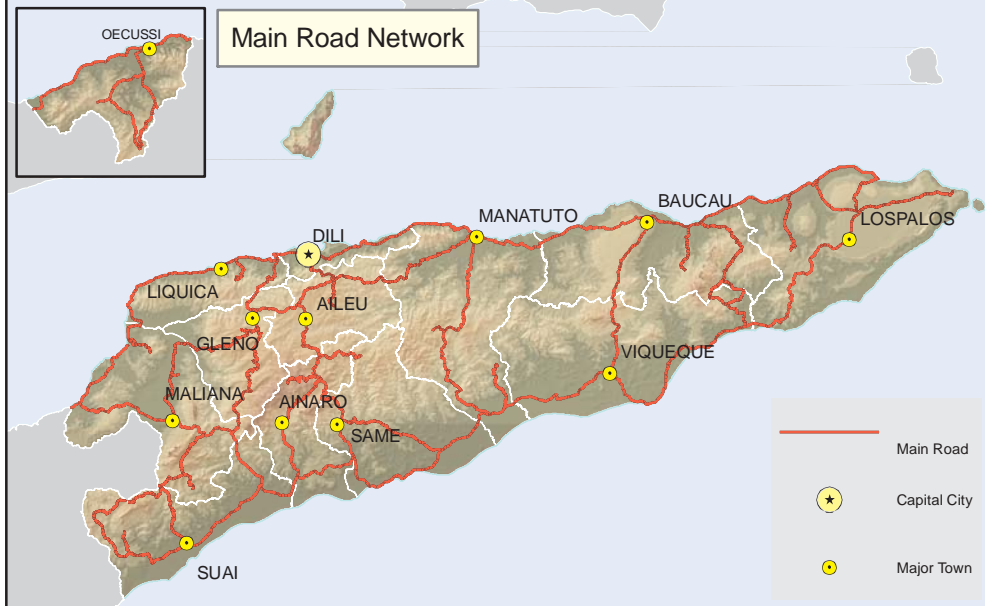 OECUSSI
Main Road Network
BAUCAU
MANATUTO
LOSPALOS
DILI
LIQUICA
AILEU
GLENO
VIQUEQUE
MALIANA
AINARO
SAME
SUAI
Main Road
Capital City
Major Town